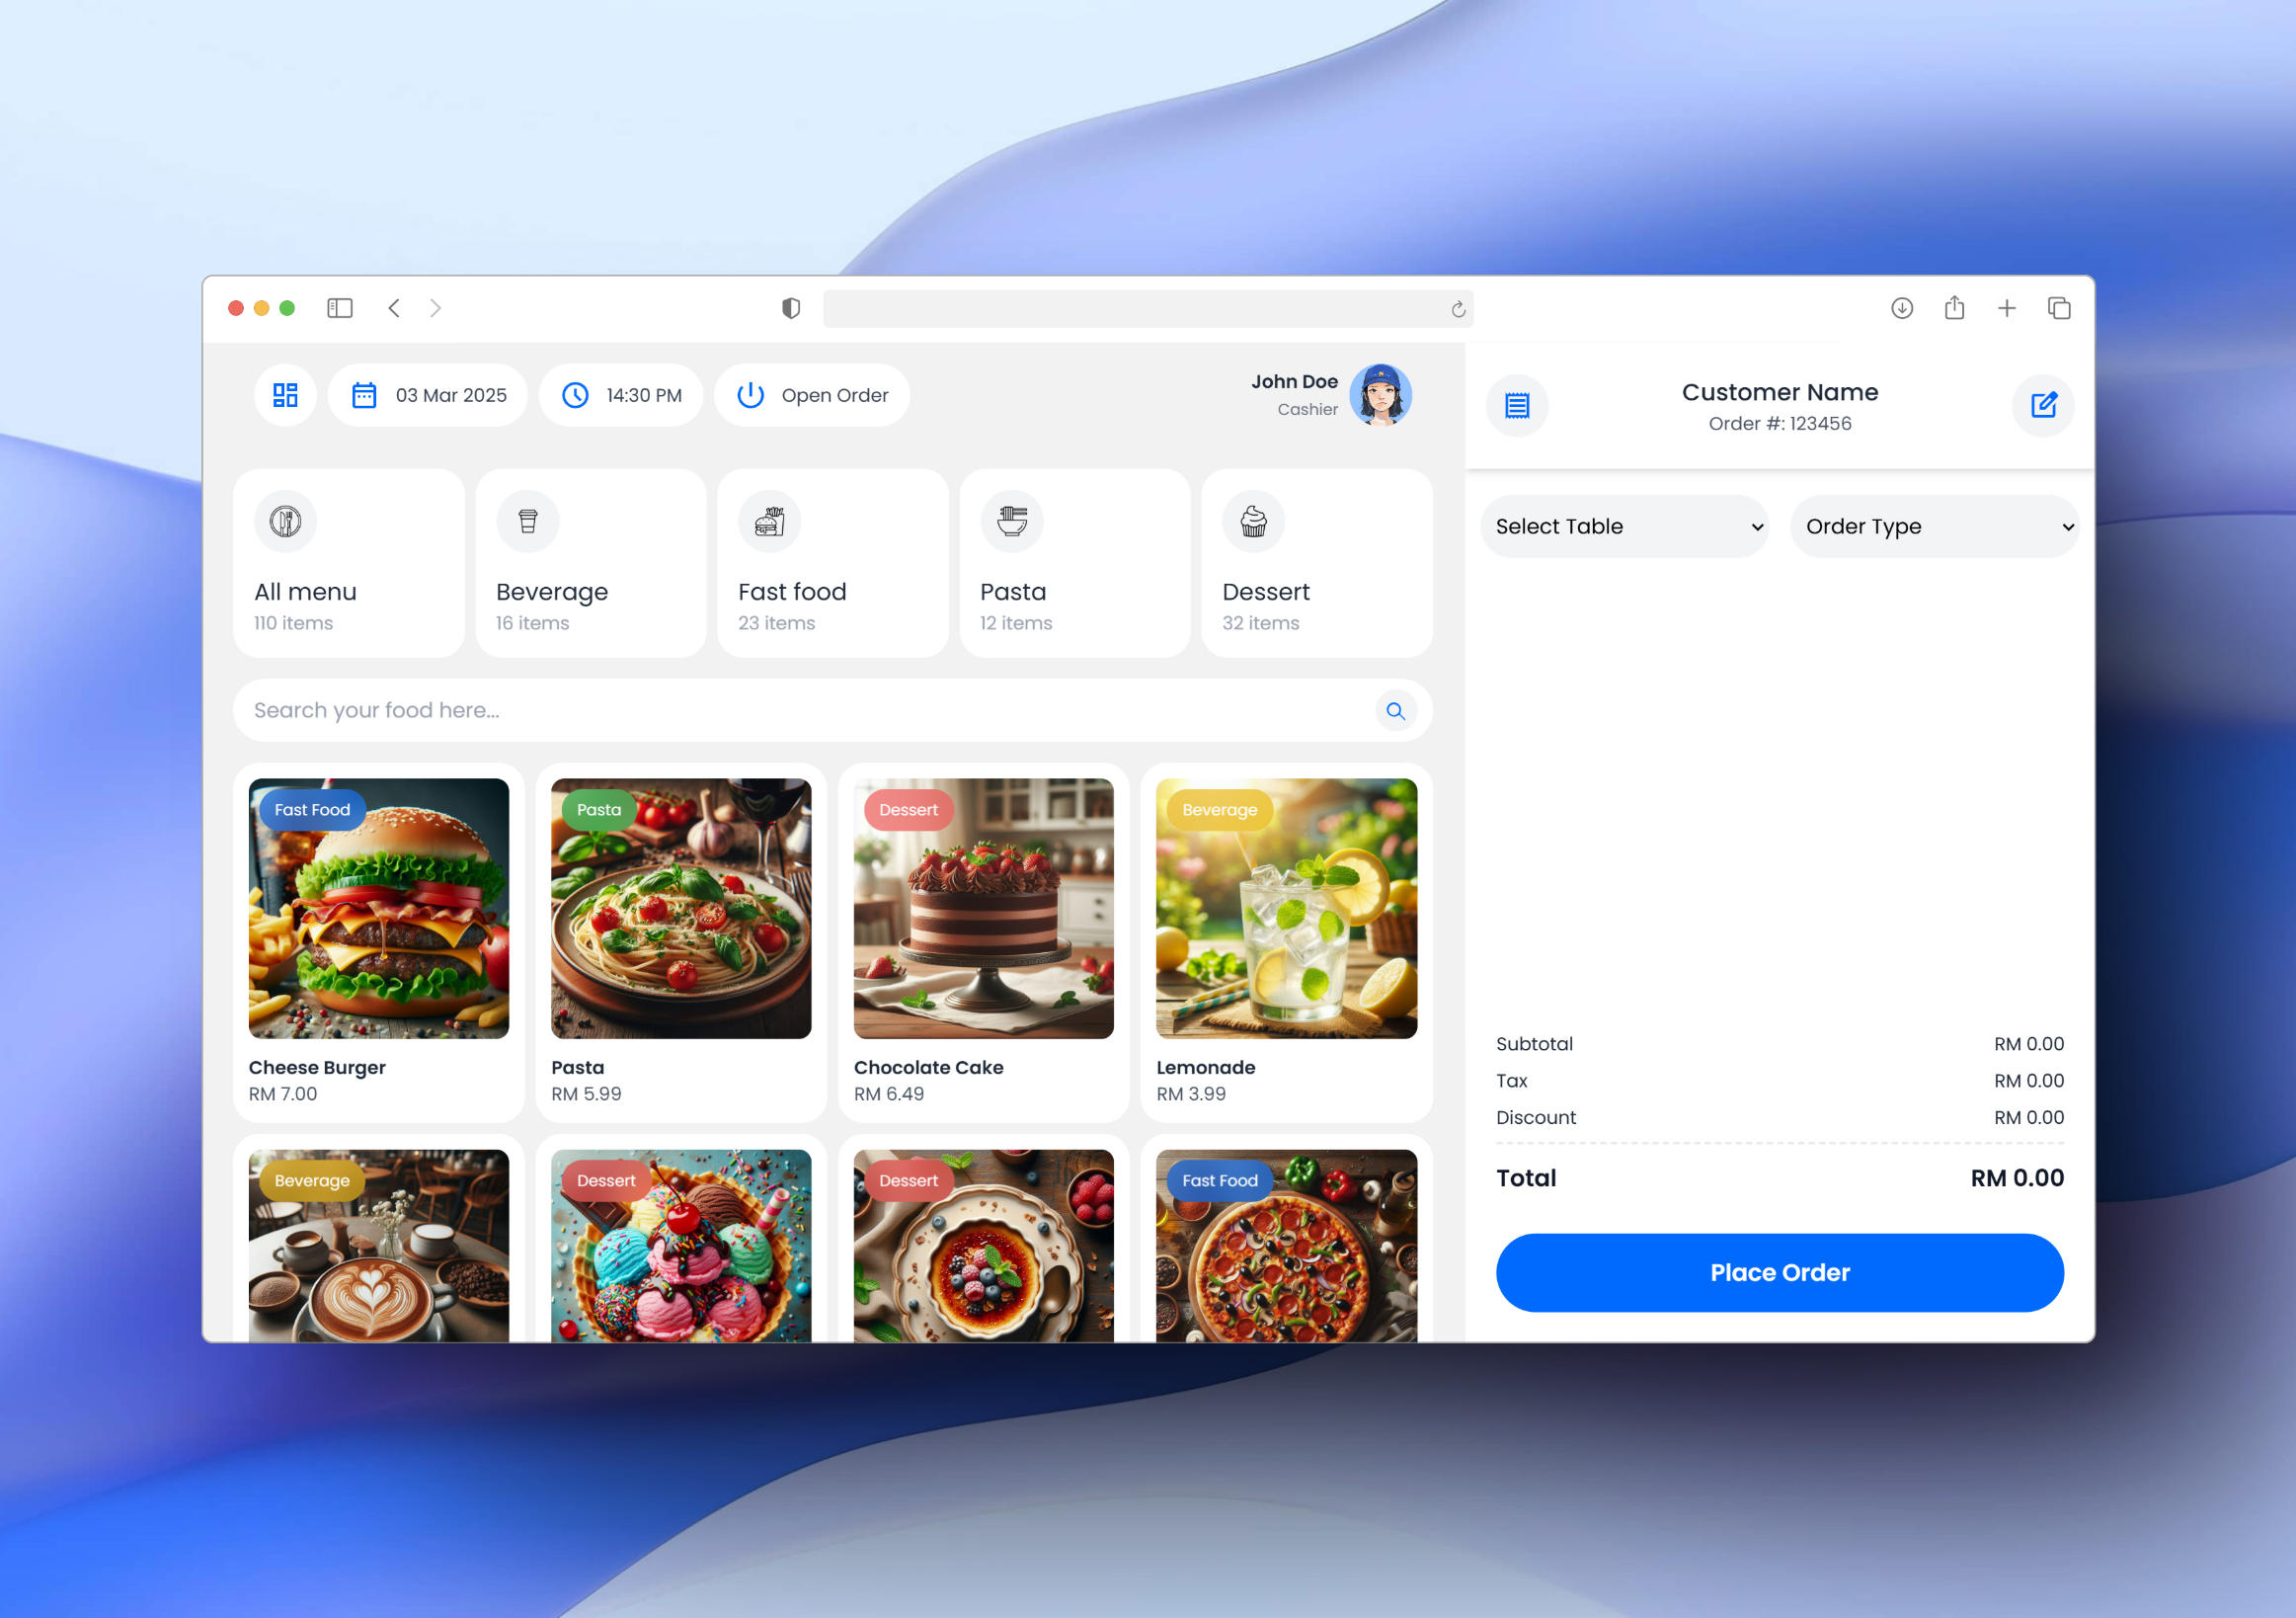 03 Mar 2025
14:30 PM
Open Order
John Doe
Cashier
Customer Name
Order #: 123456
All menu
110 items
Beverage
16 items
Fast food
23 items
Pasta
12 items
Dessert
32 items
Select Table
Order Type
Search your food here...
Fast Food
Cheese Burger
RM 7.00
Pasta
Pasta
RM 5.99
Dessert
Chocolate Cake
RM 6.49
Beverage
Lemonade
RM 3.99
Beverage
Dessert
Dessert
Fast Food
Subtotal RM 0.00
Tax RM 0.00
Discount RM 0.00
Total RM 0.00
Place Order